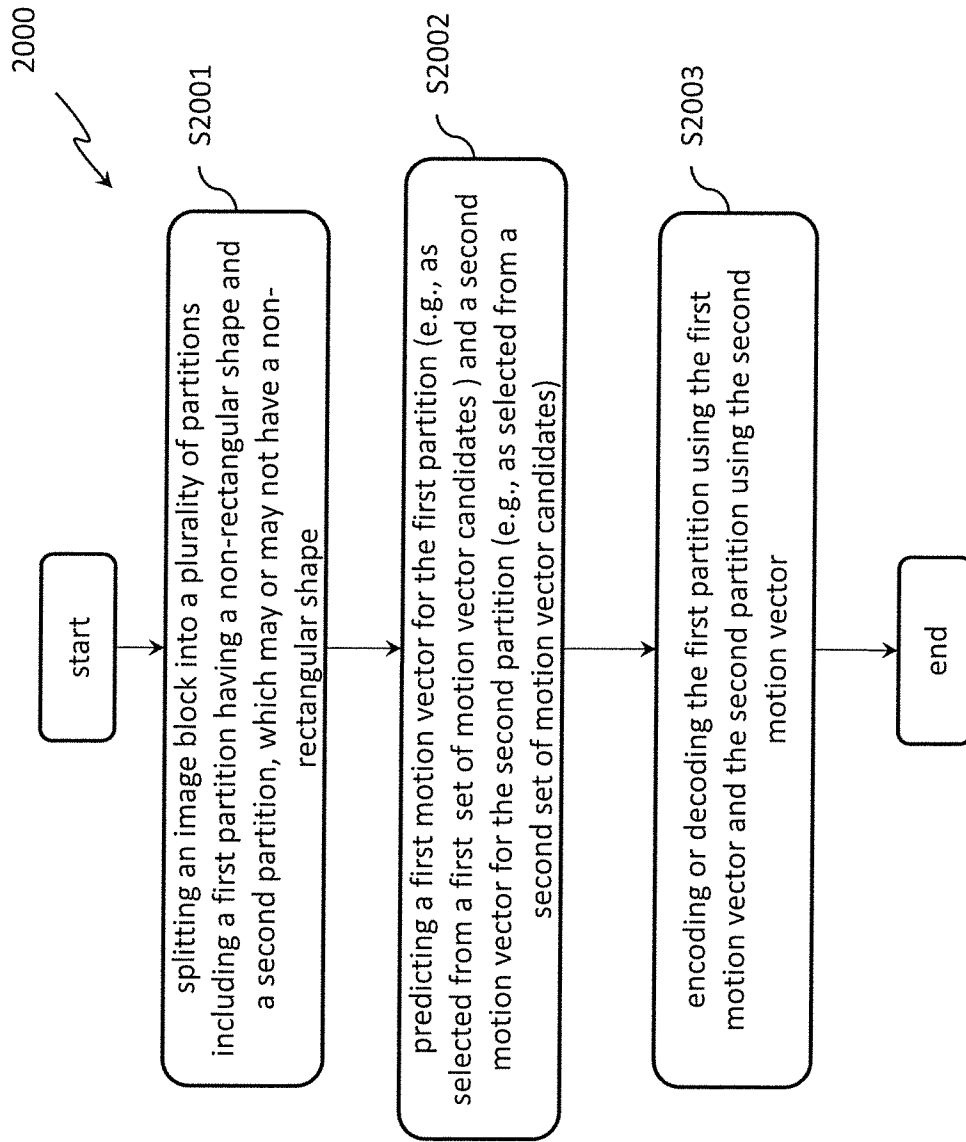 2000
start
splitting an image block into a plurality of partitions
including a first partition having a non-rectangular shape and
a second partition, which may or may not have a non-
rectangular shape
S2001
predicting a first motion vector for the first partition (e.g., as
selected from a first set of motion vector candidates ) and a second
motion vector for the second partition (e.g., as selected from a
second set of motion vector candidates)
S2002
encoding or decoding the first partition using the first
motion vector and the second partition using the second
motion vector
S2003
end